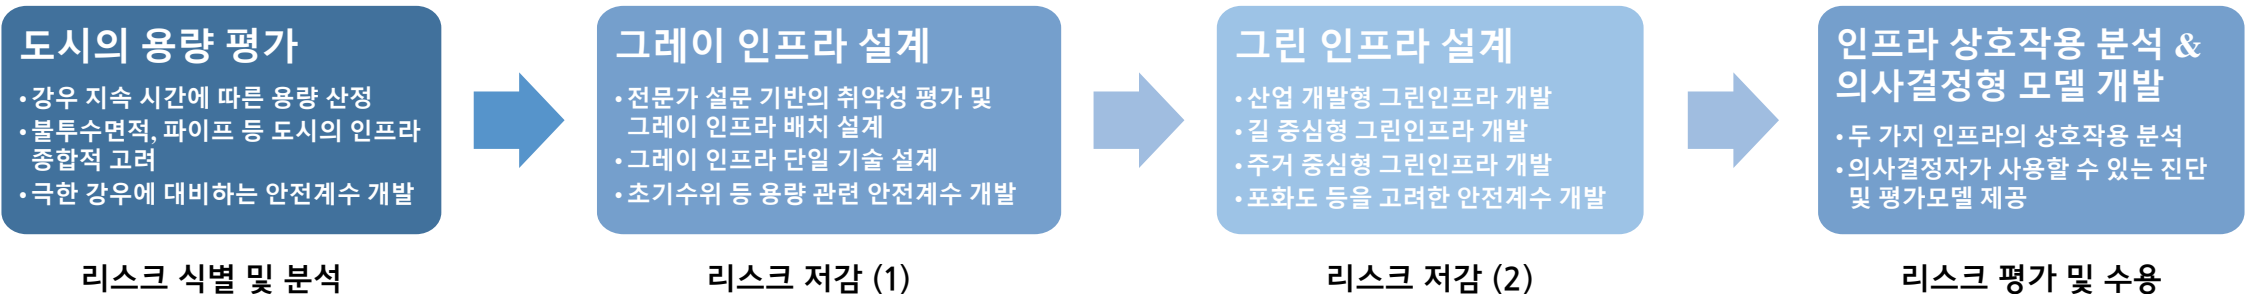 도시의 용량 평가
• 강우 지속 시간에 따른 용량 산정
• 불투수면적, 파이프 등 도시의 인프라
종합적 고려
• 극한 강우에 대비하는 안전계수 개발
리스크 식별 및 분석
그레이 인프라 설계
• 전문가 설문 기반의 취약성 평가 및
그레이 인프라 배치 설계
• 그레이 인프라 단일 기술 설계
• 초기수위 등 용량 관련 안전계수 개발
리스크 저감 (1)
그린 인프라 설계
• 산업 개발형 그린인프라 개발
• 길 중심형 그린인프라 개발
• 주거 중심형 그린인프라 개발
• 포화도 등을 고려한 안전계수 개발
리스크 저감 (2)
인프라 상호작용 분석 &
의사결정형 모델 개발
• 두 가지 인프라의 상호작용 분석
• 의사결정자가 사용할 수 있는 진단
및 평가모델 제공
리스크 평가 및 수용